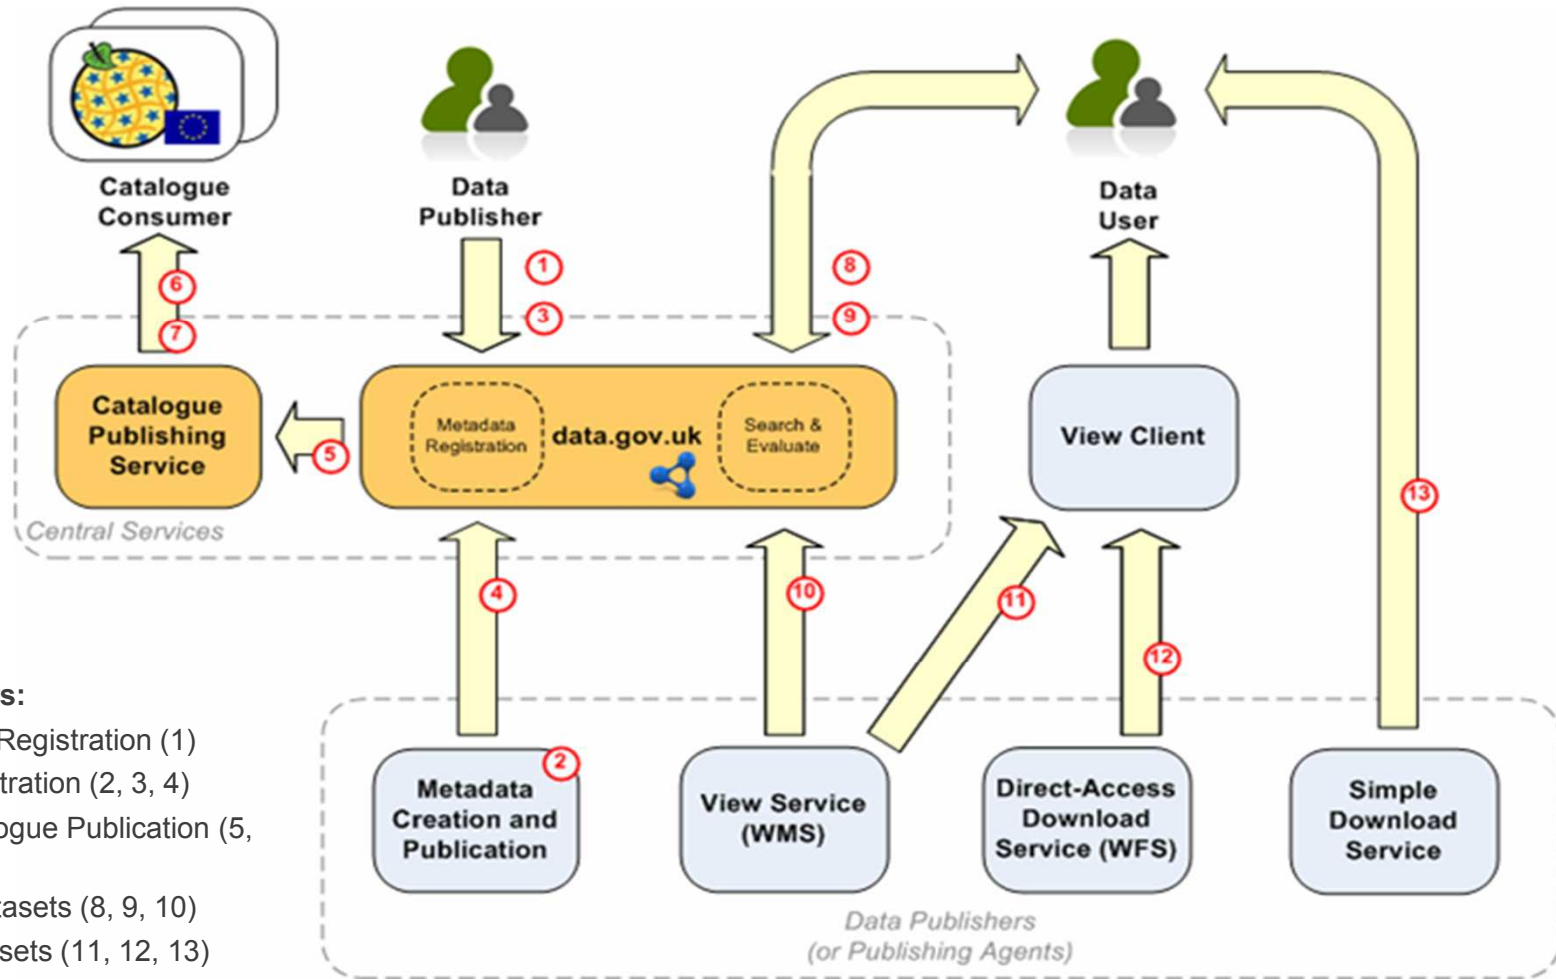 Catalogue
Consumer
Data
Publisher
Data
User
6
7
1
3
8
9
Catalogue
Publishing
Service
5
Metadata
Registration
data.gov.uk
Search &
Evaluate
View Client
Central Services
13
4
10
11
12
s:
Registration (1)
tration (2, 3, 4)
ogue Publication (5,
tasets (8, 9, 10)
sets (11, 12, 13)
2
Metadata
Creation and
Publication
View Service
(WMS)
Direct-Access
Download
Service (WFS)
Simple
Download
Service
Data Publishers
(or Publishing Agents)